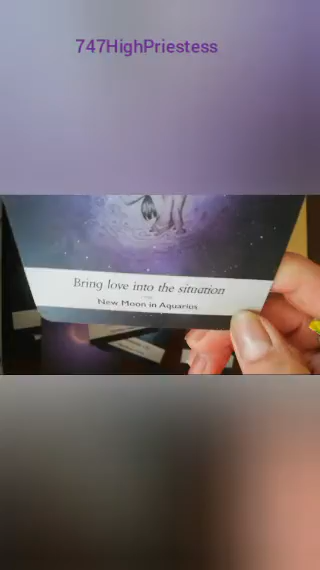 747HighPriestess
Bring love into the situation
New Moon in Aquarius